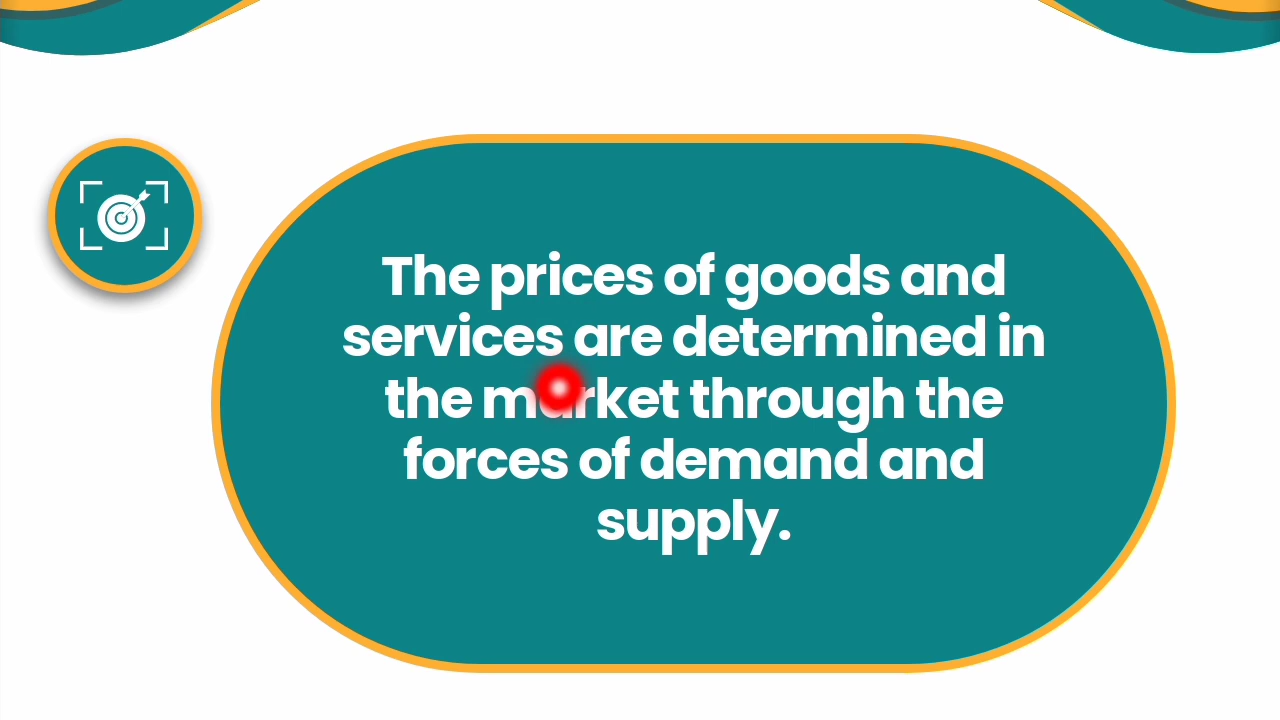 The prices of goods and
services are determined in
the market through the
forces of demand and
supply.